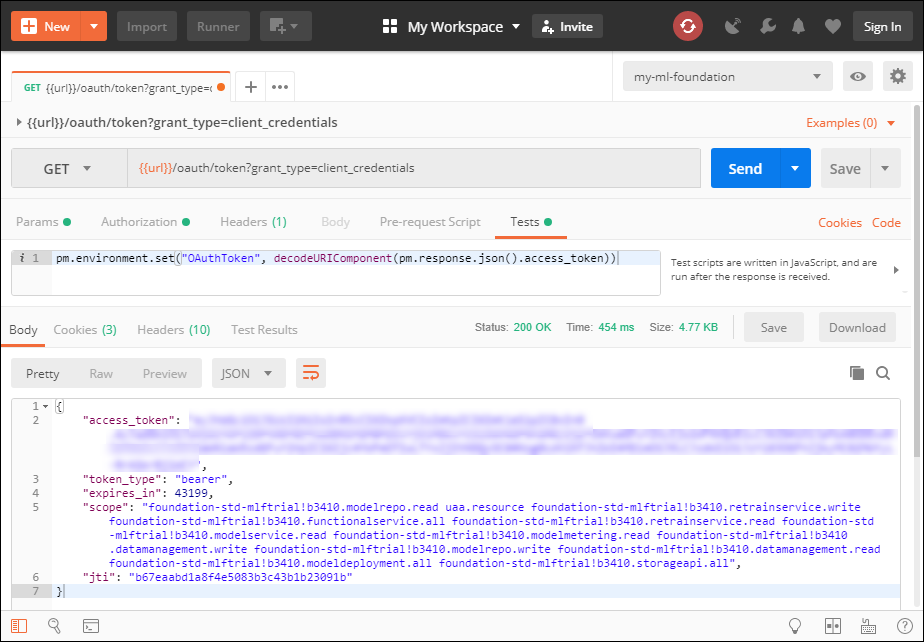 New
Import
Runner
My Workspace
Invite
Sign In
GET {{url}}/oauth/token?grant_type=c
my-ml-foundation
{{url}}/oauth/token?grant_type=client_credentials
Examples (0)
GET
{{url}}/oauth/token?grant_type=client_credentials
Send
Save
Params
Authorization
Headers (1)
Body
Pre-request Script
Tests
Cookies
Code
i 1 pm.environment.set("OAuthToken", decodeURIComponent(pm.response.json().access_token))
Test scripts are written in JavaScript, and are
run after the response is received.
Body
Cookies (3)
Headers (10)
Test Results
Status: 200 OK
Time: 454 ms
Size: 4.77 KB
Save
Download
Pretty
Raw
Preview
JSON
1 {
2 "access_token": "
",
3 "token_type": "bearer",
4 "expires_in": 43199,
5 "scope": "foundation-std-mlftrial!b3410.modelrepo.read uaa.resource foundation-std-mlftrial!b3410.retrainservice.write
foundation-std-mlftrial!b3410.functionalservice.all foundation-std-mlftrial!b3410.retrainservice.read foundation-std
-mlftrial!b3410.modelservice.read foundation-std-mlftrial!b3410.modelmetering.read foundation-std-mlftrial!b3410
.datamanagement.write foundation-std-mlftrial!b3410.modelrepo.write foundation-std-mlftrial!b3410.datamanagement.read
foundation-std-mlftrial!b3410.modeldeployment.all foundation-std-mlftrial!b3410.storageapi.all",
6 "jti": "b67eaabd1a8f4e5083b3c43b1b23091b"
7 }